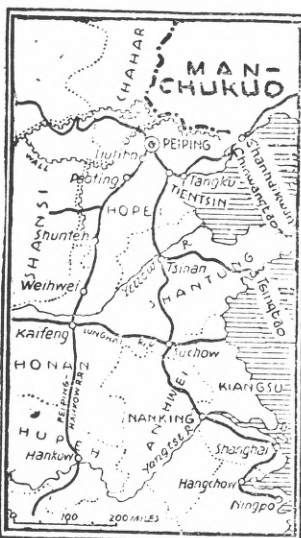 CHAHAR
MAN-
CHUKUO
WALL
PEIPING
Shanhaikwan
Chinwangtao
Paoting
Tangku
TIENTSIN
HOPEI
SHANSI
Shunteh
YELLOW R
Tsinan
Tsingtao
SHANTUNG
Weihwei
Kaifeng
LUNGHAI R.R.
Suchow
HONAN
PEIPING-
HANKOW R.R.
KIANGSU
ANHWEI
NANKING
HUPEH
Yangtse R
Shanghai
Hankow
Hangchow
Ningpo
100 200 MILES